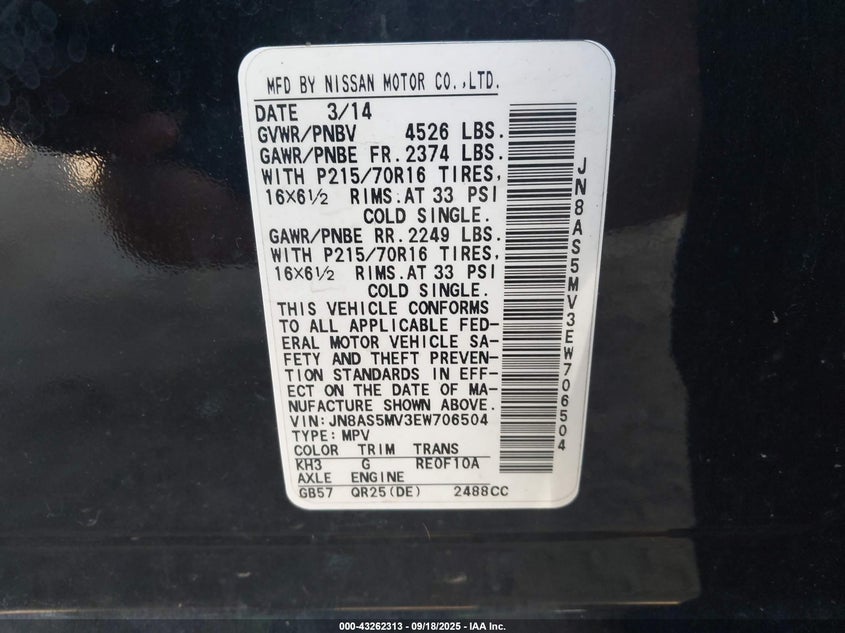 MFD BY NISSAN MOTOR CO.,LTD.
DATE 3/14
GVWR/PNBV 4526 LBS.
GAWR/PNBE FR. 2374 LBS.
WITH P215/70R16 TIRES,
16×6½ RIMS. AT 33 PSI
COLD SINGLE.
GAWR/PNBE RR. 2249 LBS.
WITH P215/70R16 TIRES,
16×6½ RIMS. AT 33 PSI
COLD SINGLE.
THIS VEHICLE CONFORMS
TO ALL APPLICABLE FED-
ERAL MOTOR VEHICLE SA-
FETY AND THEFT PREVEN-
TION STANDARDS IN EFF-
ECT ON THE DATE OF MA-
NUFACTURE SHOWN ABOVE.
VIN: JN8AS5MV3EW706504
TYPE: MPV
COLOR TRIM TRANS
KH3 G RE0F10A
AXLE ENGINE
GB57 QR25(DE) 2488CC
JN8AS5MV3EW706504
000-43262313 - 09/18/2025 - IAA Inc.